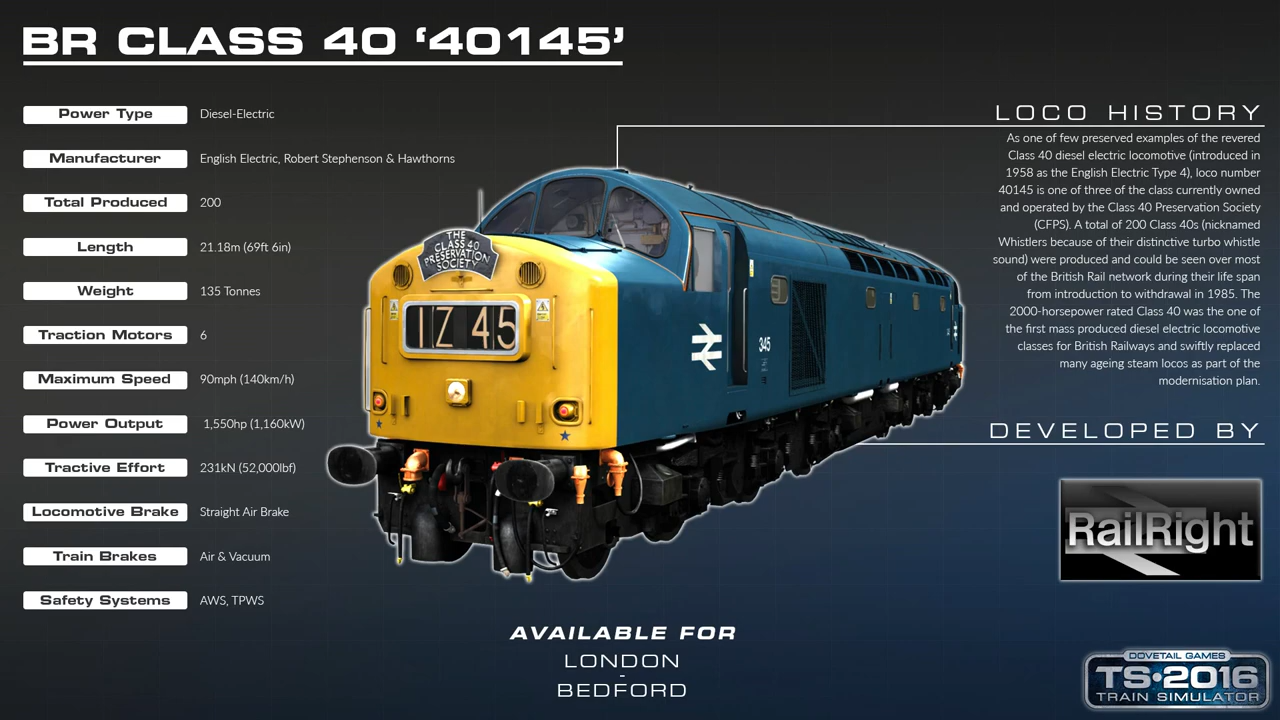 BR CLASS 40 ‘40145’
Power Type Diesel-Electric
Manufacturer English Electric, Robert Stephenson & Hawthorns
Total Produced 200
Length 21.18m (69ft 6in)
Weight 135 Tonnes
Traction Motors 6
Maximum Speed 90mph (140km/h)
Power Output 1,550hp (1,160kW)
Tractive Effort 231kN (52,000lbf)
Locomotive Brake Straight Air Brake
Train Brakes Air & Vacuum
Safety Systems AWS, TPWS
THE
CLASS 40
PRESERVATION
SOCIETY
1Z 45
345
LOCO HISTORY
As one of few preserved examples of the revered
Class 40 diesel electric locomotive (introduced in
1958 as the English Electric Type 4), loco number
40145 is one of three of the class currently owned
and operated by the Class 40 Preservation Society
(CFPS). A total of 200 Class 40s (nicknamed
Whistlers because of their distinctive turbo whistle
sound) were produced and could be seen over most
of the British Rail network during their life span
from introduction to withdrawal in 1985. The
2000-horsepower rated Class 40 was the one of
the first mass produced diesel electric locomotive
classes for British Railways and swiftly replaced
many ageing steam locos as part of the
modernisation plan.
DEVELOPED BY
RailRight
AVAILABLE FOR
LONDON
-
BEDFORD
DOVETAIL GAMES
TS•2016
TRAIN SIMULATOR